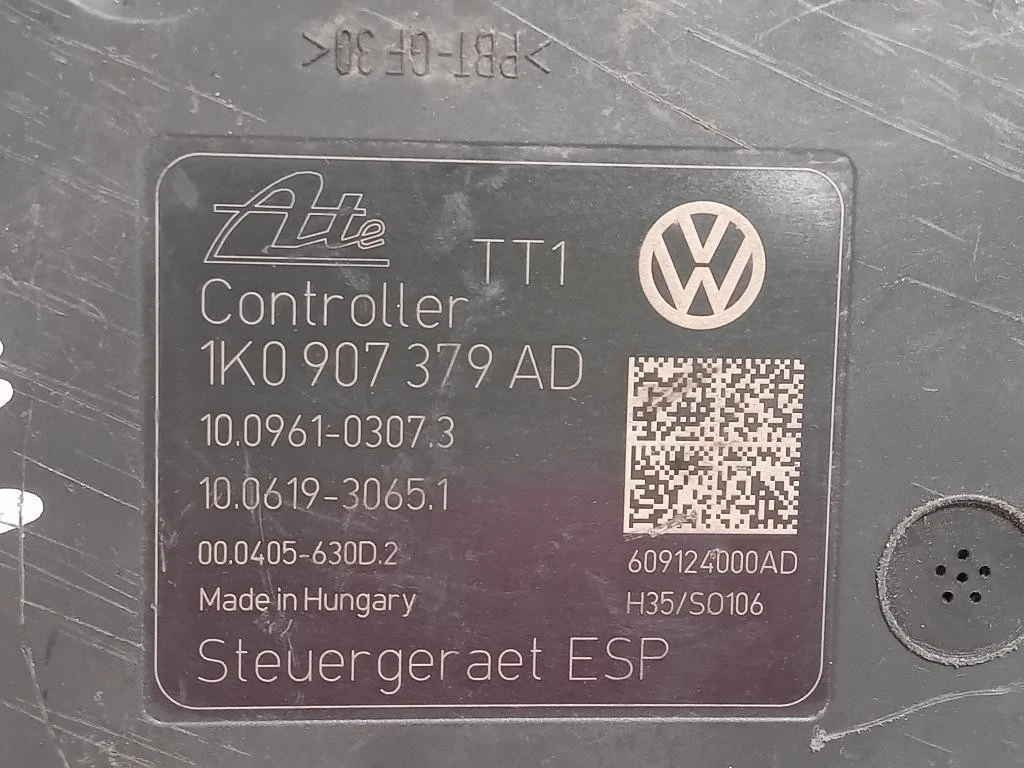 >PBT-GF30<
Ate
TT1
Controller
1K0 907 379 AD
10.0961-0307.3
10.0619-3065.1
00.0405-630D.2
609124000AD
Made in Hungary
H35/S0106
Steuergeraet ESP